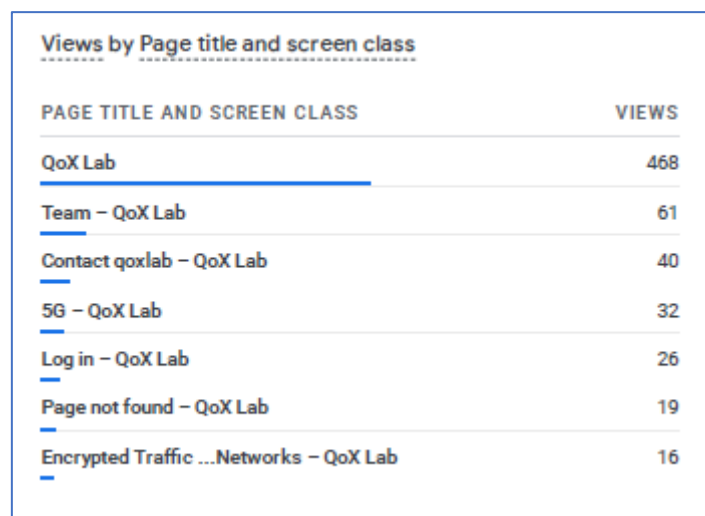 Views by Page title and screen class
PAGE TITLE AND SCREEN CLASS VIEWS
QoX Lab 468
Team – QoX Lab 61
Contact qoxlab – QoX Lab 40
5G – QoX Lab 32
Log in – QoX Lab 26
Page not found – QoX Lab 19
Encrypted Traffic ...Networks – QoX Lab 16